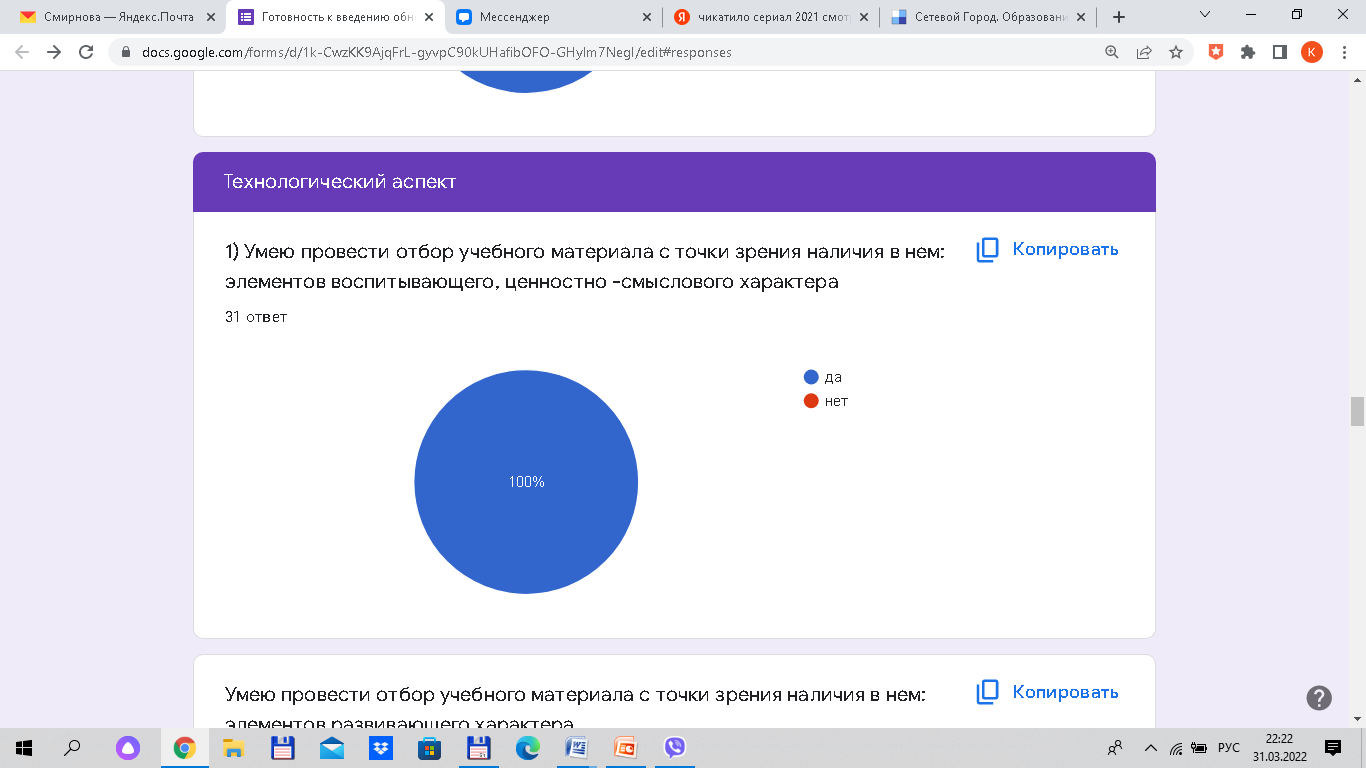 Смирнова — Яндекс.Почта
Готовность к введению обн
Мессенджер
чикатило сериал 2021 смот
Сетевой Город. Образовани
docs.google.com/forms/d/1k-CwzKK9AjqFrL-gyvpC90kUHafibOFO-GHylm7NegI/edit#responses
К
Технологический аспект
1) Умею провести отбор учебного материала с точки зрения наличия в нем:
элементов воспитывающего, ценностно -смыслового характера
Копировать
31 ответ
да
нет
100%
Умею провести отбор учебного материала с точки зрения наличия в нем:
элементов развивающего характера
Копировать
РУС
22:22
31.03.2022